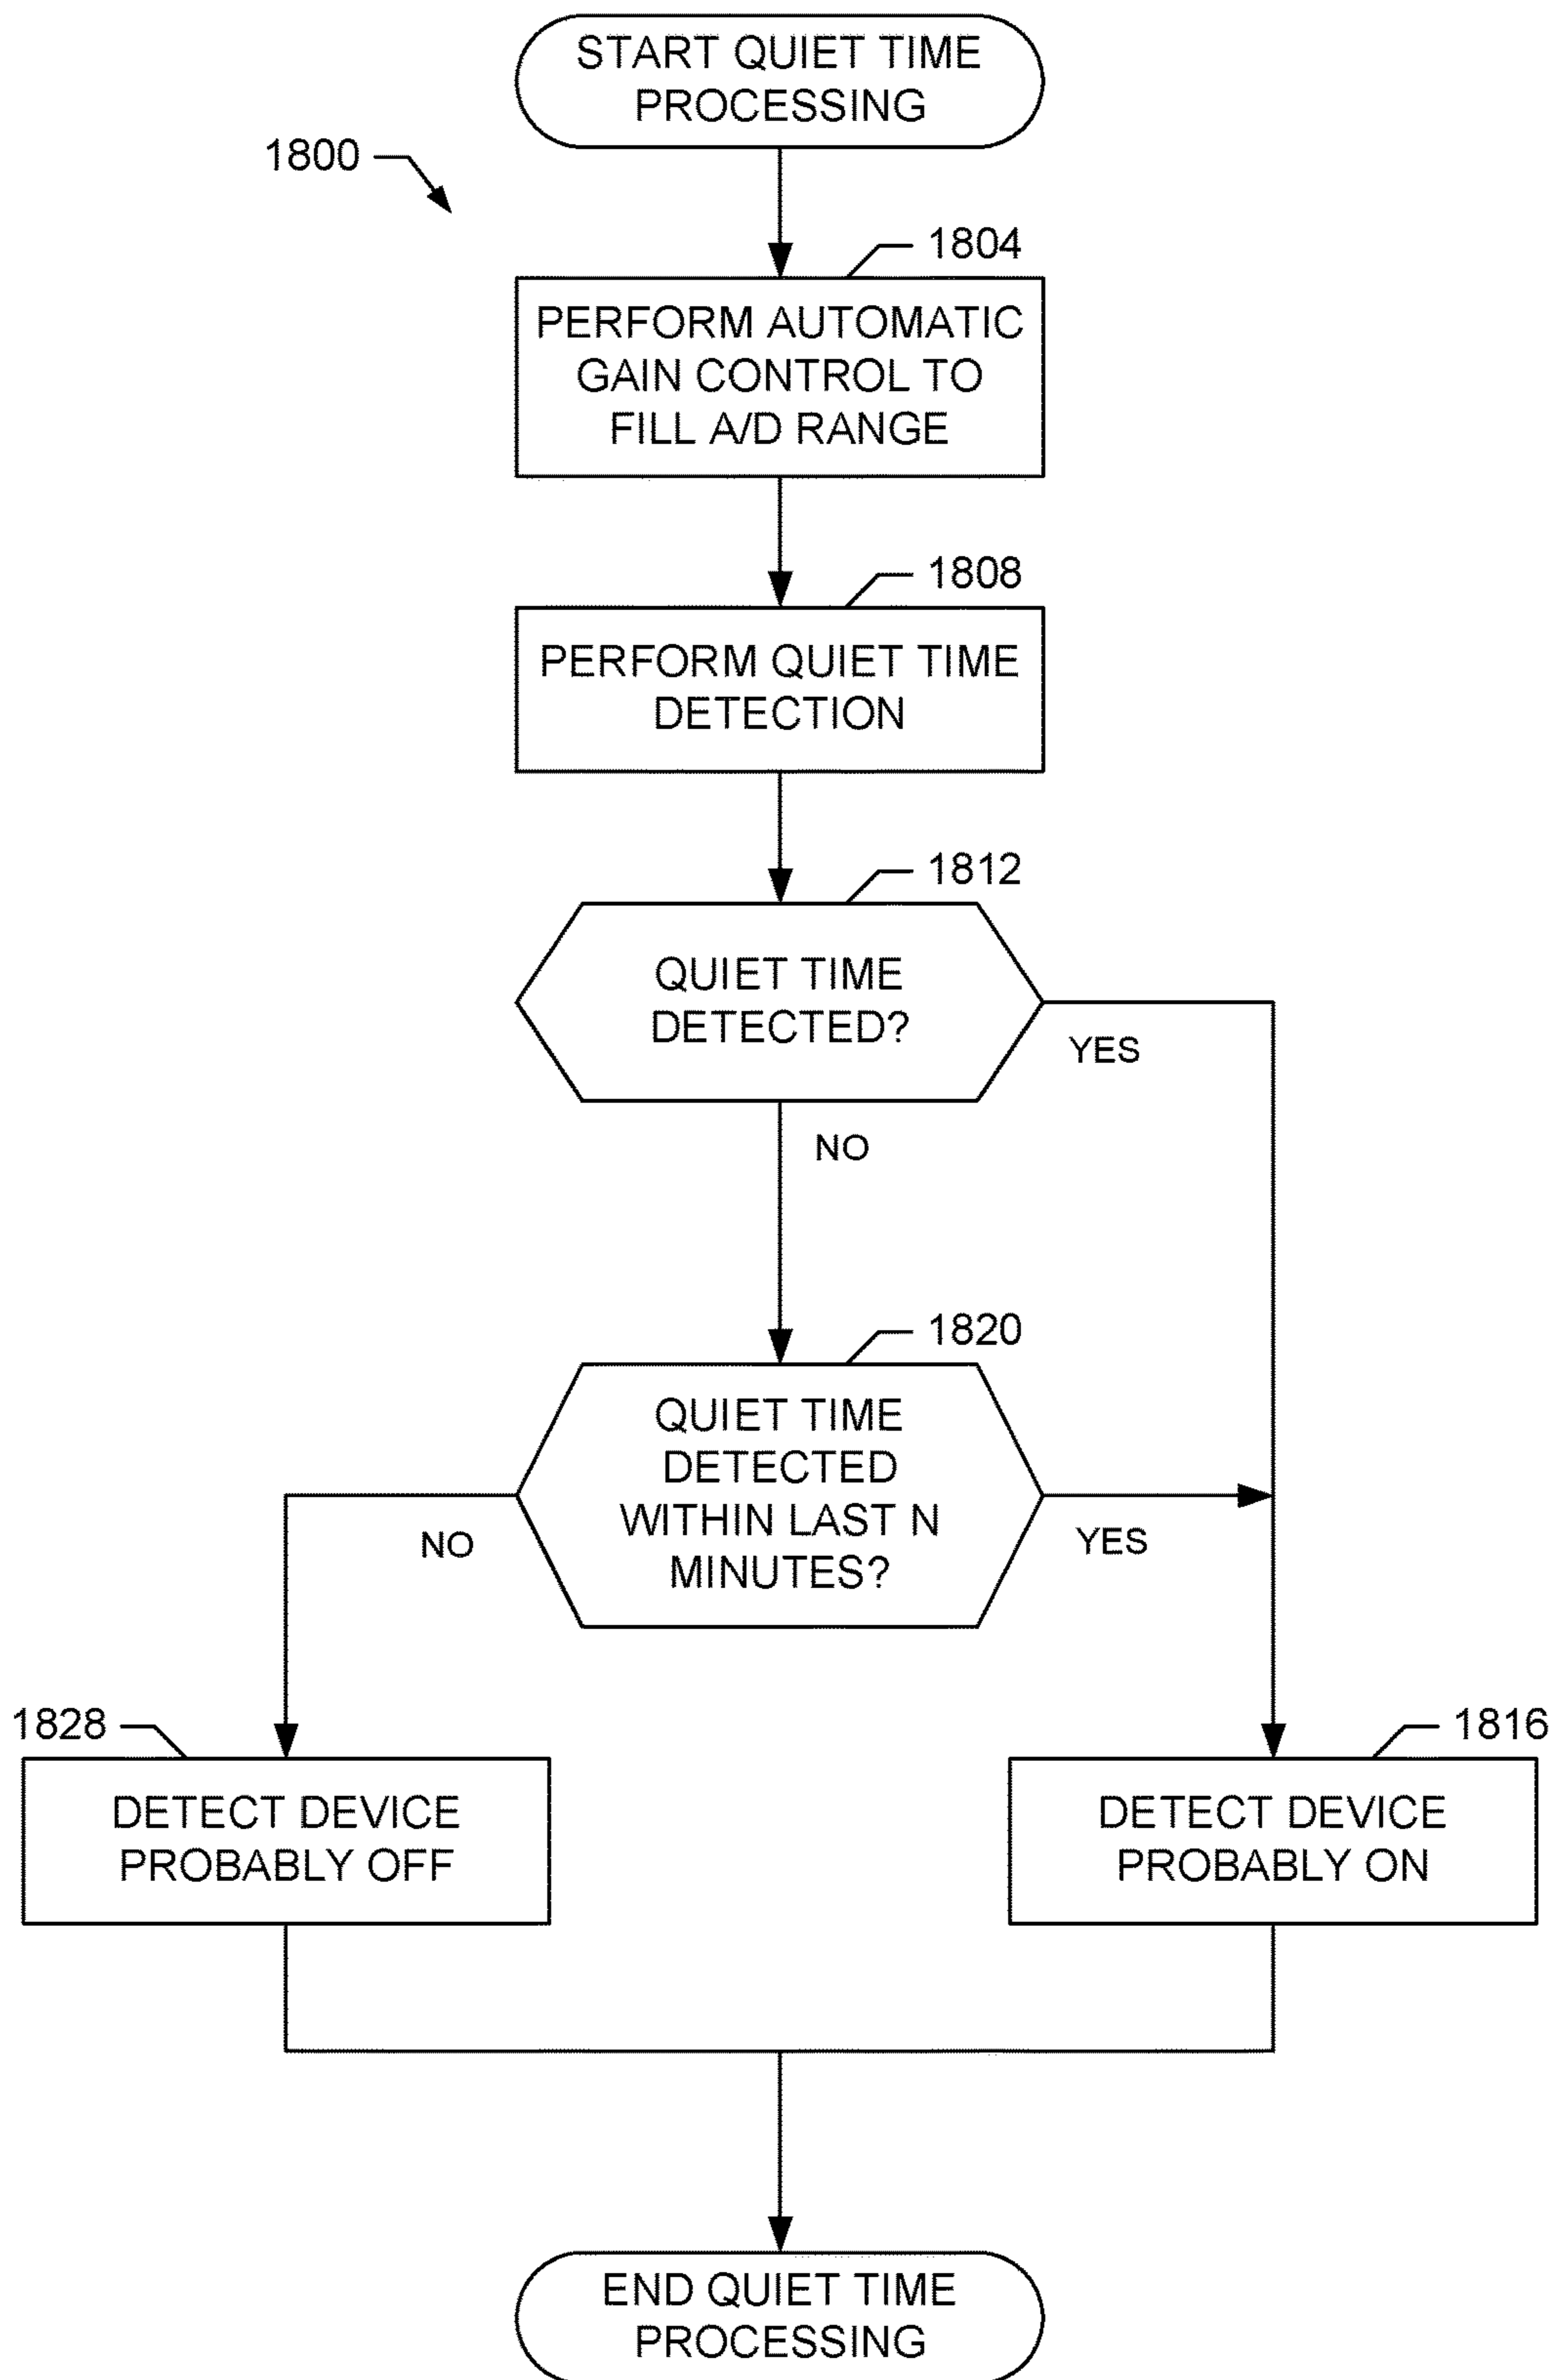 START QUIET TIME
PROCESSING
1800
1804
PERFORM AUTOMATIC
GAIN CONTROL TO
FILL A/D RANGE
1808
PERFORM QUIET TIME
DETECTION
1812
QUIET TIME
DETECTED?
YES
NO
1820
QUIET TIME
DETECTED
WITHIN LAST N
MINUTES?
NO
YES
1828
DETECT DEVICE
PROBABLY OFF
1816
DETECT DEVICE
PROBABLY ON
END QUIET TIME
PROCESSING